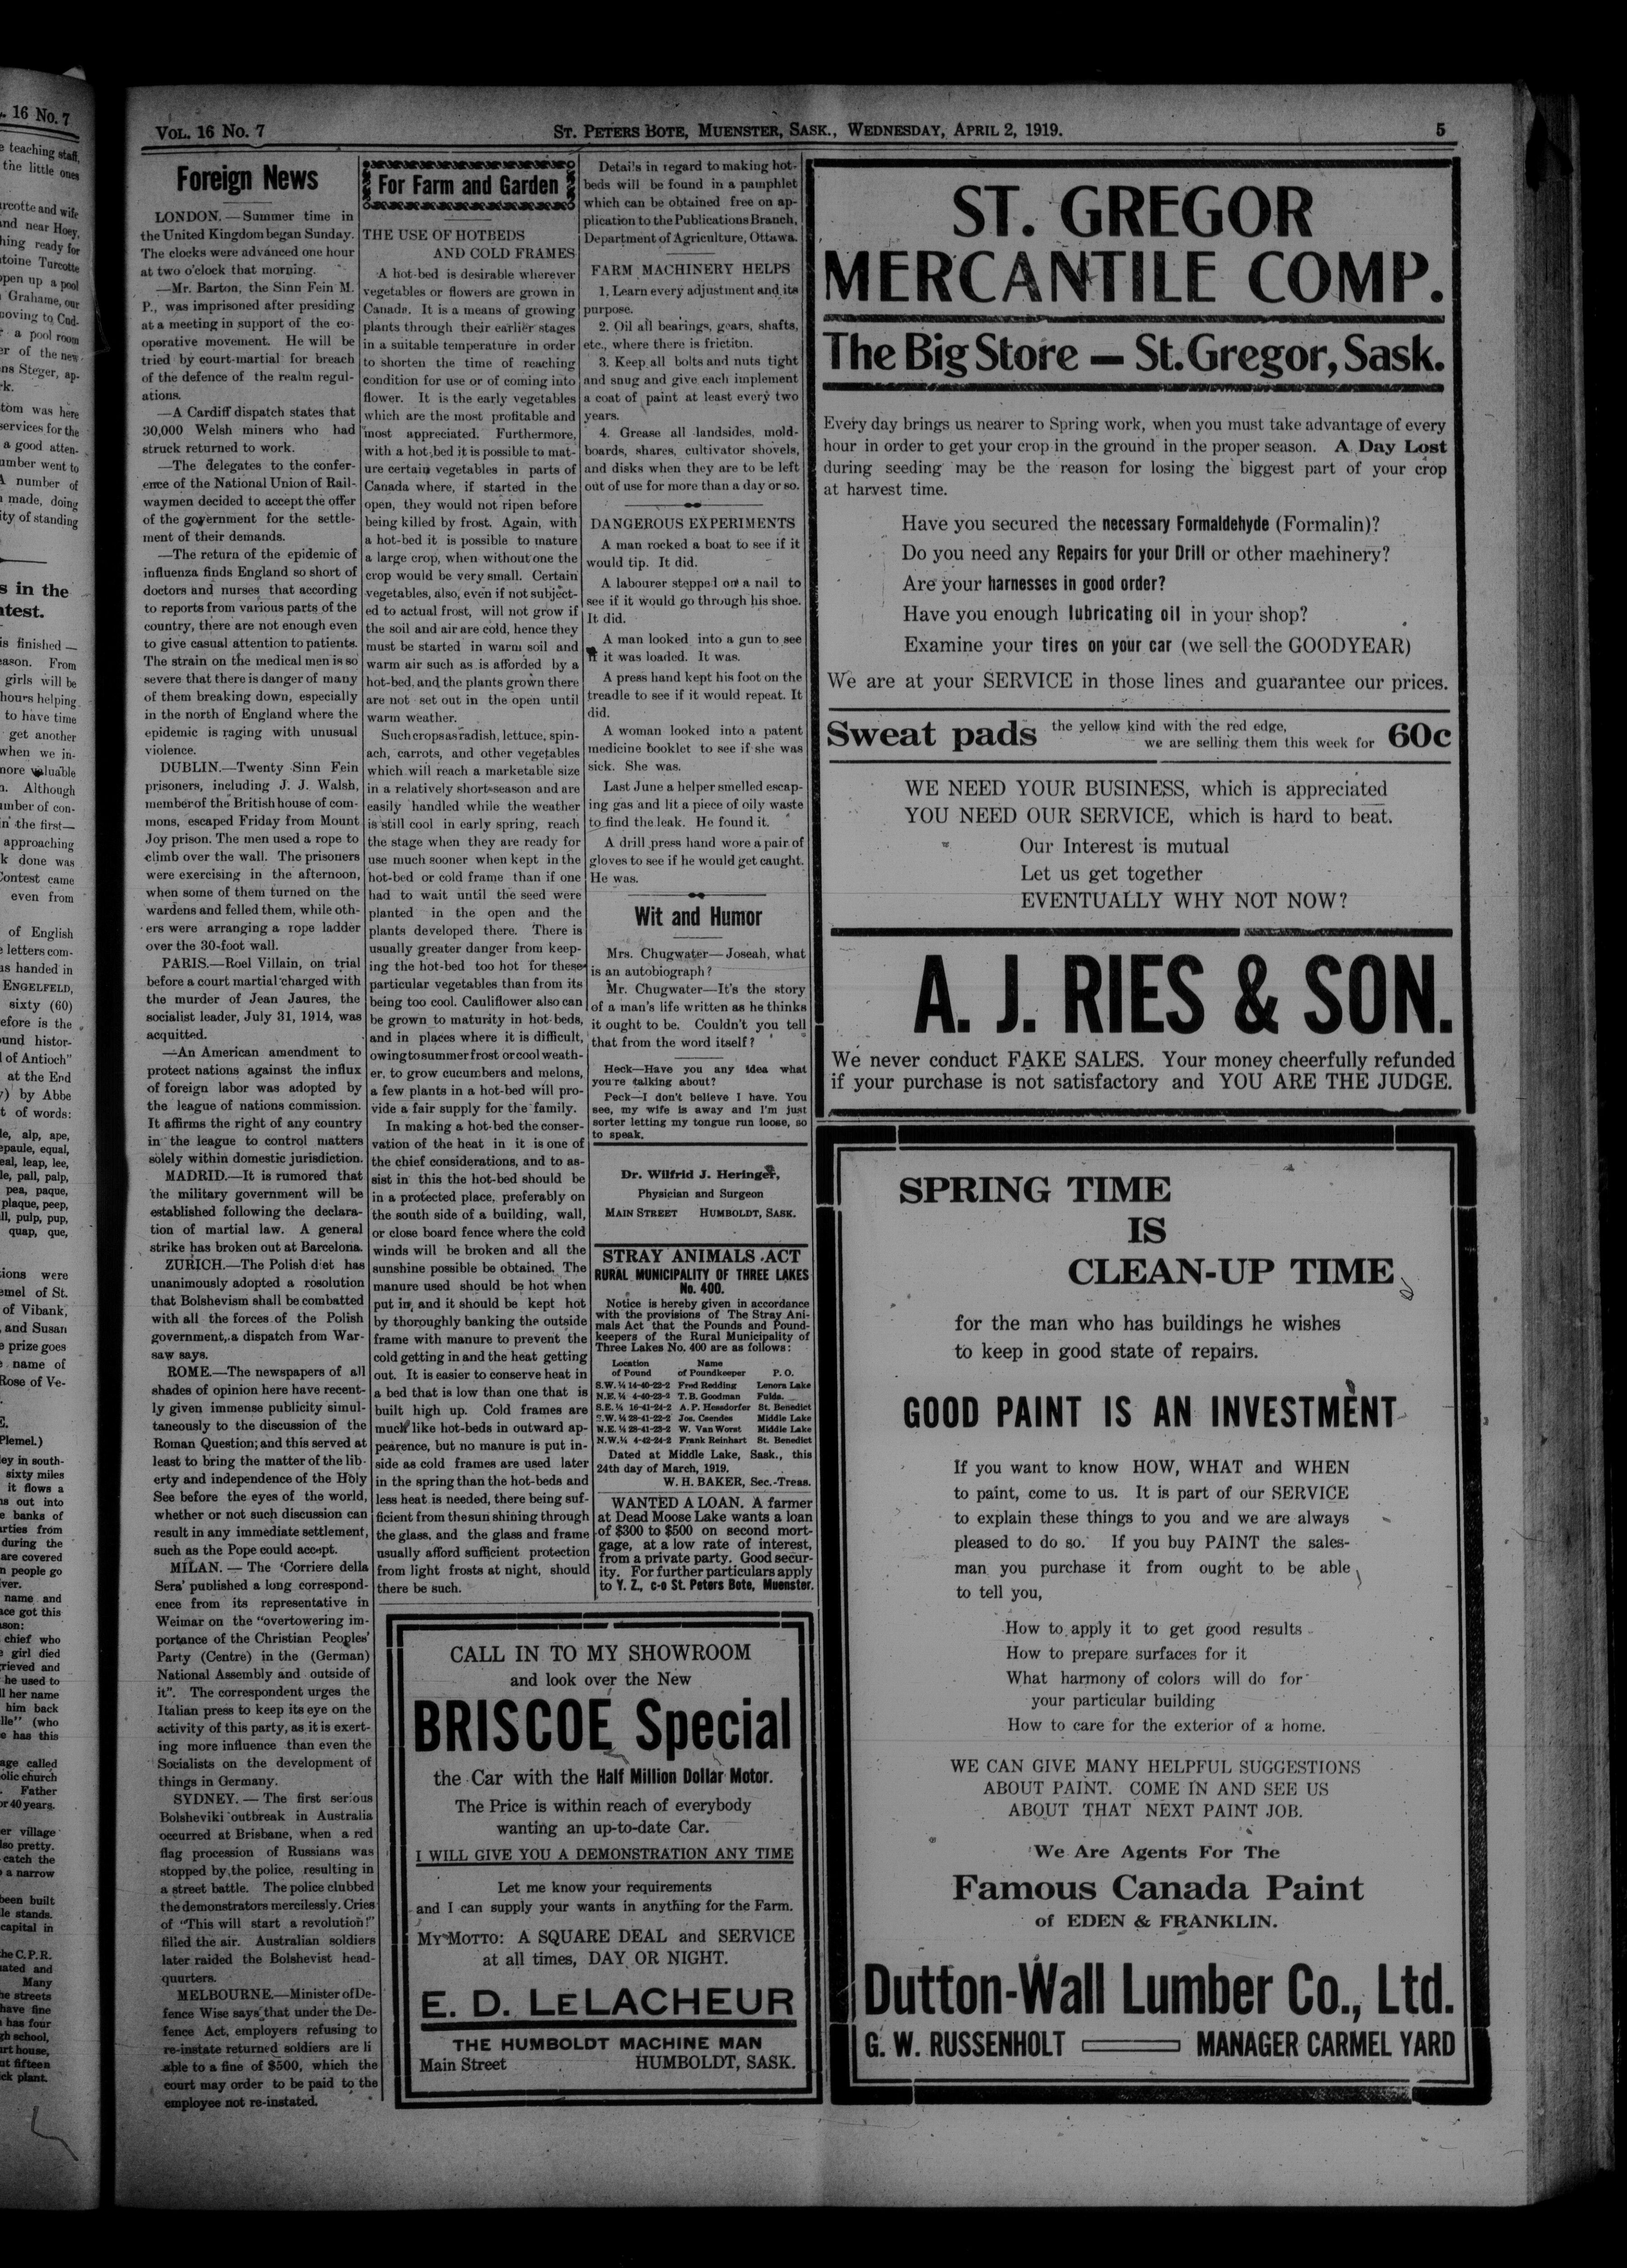 VOL. 16 No. 7
ST. PETERS BOTE, MUENSTER, SASK., WEDNESDAY, APRIL 2, 1919.
5
Foreign News
LONDON. — Summer time in
the United Kingdom began Sunday.
The clocks were advanced one hour
at two o'clock that morning.
—Mr. Barton, the Sinn Fein M.
P., was imprisoned after presiding
at a meeting in support of the co-
operative movement. He will be
tried by court-martial for breach
of the defence of the realm regul-
ations.
—A Cardiff dispatch states that
30,000 Welsh miners who had
struck returned to work.
—The delegates to the confer-
ence of the National Union of Rail-
waymen decided to accept the offer
of the government for the settle-
ment of their demands.
—The return of the epidemic of
influenza finds England so short of
doctors and nurses that according
to reports from various parts of the
country, there are not enough even
to give casual attention to patients.
The strain on the medical men is so
severe that there is danger of many
of them breaking down, especially
in the north of England where the
epidemic is raging with unusual
violence.
DUBLIN.—Twenty Sinn Fein
prisoners, including J. J. Walsh,
member of the British house of com-
mons, escaped Friday from Mount
Joy prison. The men used a rope to
climb over the wall. The prisoners
were exercising in the afternoon,
when some of them turned on the
wardens and felled them, while oth-
ers were arranging a rope ladder
over the 30-foot wall.
PARIS.—Roel Villain, on trial
before a court martial charged with
the murder of Jean Jaures, the
socialist leader, July 31, 1914, was
acquitted.
—An American amendment to
protect nations against the influx
of foreign labor was adopted by
the league of nations commission.
It affirms the right of any country
in the league to control matters
solely within domestic jurisdiction.
MADRID.—It is rumored that
the military government will be
established following the declara-
tion of martial law. A general
strike has broken out at Barcelona.
ZURICH.—The Polish diet has
unanimously adopted a rosolution
that Bolshevism shall be combatted
with all the forces of the Polish
government, a dispatch from War-
saw says.
ROME.—The newspapers of all
shades of opinion here have recent-
ly given immense publicity simul-
taneously to the discussion of the
Roman Question; and this served at
least to bring the matter of the lib-
erty and independence of the Holy
See before the eyes of the world,
whether or not such discussion can
result in any immediate settlement,
such as the Pope could accept.
MILAN. — The 'Corriere della
Sera' published a long correspond-
ence from its representative in
Weimar on the "overtowering im-
portance of the Christian Peoples'
Party (Centre) in the (German)
National Assembly and outside of
it". The correspondent urges the
Italian press to keep its eye on the
activity of this party, as it is exert-
ing more influence than even the
Socialists on the development of
things in Germany.
SYDNEY. — The first serious
Bolsheviki outbreak in Australia
occurred at Brisbane, when a red
flag procession of Russians was
stopped by the police, resulting in
a street battle. The police clubbed
the demonstrators mercilessly. Cries
of "This will start a revolution!"
filled the air. Australian soldiers
later raided the Bolshevist head-
quarters.
MELBOURNE.—Minister of De-
fence Wise says that under the De-
fence Act, employers refusing to
re-instate returned soldiers are li
able to a fine of $500, which the
court may order to be paid to the
employee not re-instated.
For Farm and Garden
THE USE OF HOTBEDS
AND COLD FRAMES
A hot-bed is desirable wherever
vegetables or flowers are grown in
Canada. It is a means of growing
plants through their earlier stages
in a suitable temperature in order
to shorten the time of reaching
condition for use or of coming into
flower. It is the early vegetables
which are the most profitable and
most appreciated. Furthermore,
with a hot-bed it is possible to mat-
ure certain vegetables in parts of
Canada where, if started in the
open, they would not ripen before
being killed by frost. Again, with
a hot-bed it is possible to mature
a large crop, when without one the
crop would be very small. Certain
vegetables, also, even if not subject-
ed to actual frost, will not grow if
the soil and air are cold, hence they
must be started in warm soil and
warm air such as is afforded by a
hot-bed, and the plants grown there
are not set out in the open until
warm weather.
Such crops as radish, lettuce, spin-
ach, carrots, and other vegetables
which will reach a marketable size
in a relatively short season and are
easily handled while the weather
is still cool in early spring, reach
the stage when they are ready for
use much sooner when kept in the
hot-bed or cold frame than if one
had to wait until the seed were
planted in the open and the
plants developed there. There is
usually greater danger from keep-
ing the hot-bed too hot for these
particular vegetables than from its
being too cool. Cauliflower also can
be grown to maturity in hot-beds,
and in places where it is difficult,
owing to summer frost or cool weath-
er, to grow cucumbers and melons,
a few plants in a hot-bed will pro-
vide a fair supply for the family.
In making a hot-bed the conser-
vation of the heat in it is one of
the chief considerations, and to as-
sist in this the hot-bed should be
in a protected place, preferably on
the south side of a building, wall,
or close board fence where the cold
winds will be broken and all the
sunshine possible be obtained. The
manure used should be hot when
put in, and it should be kept hot
by thoroughly banking the outside
frame with manure to prevent the
cold getting in and the heat getting
out. It is easier to conserve heat in
a bed that is low than one that is
built high up. Cold frames are
much like hot-beds in outward ap-
pearence, but no manure is put in-
side as cold frames are used later
in the spring than the hot-beds and
less heat is needed, there being suf-
ficient from the sun shining through
the glass, and the glass and frame
usually afford sufficient protection
from light frosts at night, should
there be such.
Details in regard to making hot-
beds will be found in a pamphlet
which can be obtained free on ap-
plication to the Publications Branch,
Department of Agriculture, Ottawa.
FARM MACHINERY HELPS
1. Learn every adjustment and its
purpose.
2. Oil all bearings, gears, shafts,
etc., where there is friction.
3. Keep all bolts and nuts tight
and snug and give each implement
a coat of paint at least every two
years.
4. Grease all landsides, mold-
boards, shares, cultivator shovels,
and disks when they are to be left
out of use for more than a day or so.
DANGEROUS EXPERIMENTS
A man rocked a boat to see if it
would tip. It did.
A labourer stepped on a nail to
see if it would go through his shoe.
It did.
A man looked into a gun to see
if it was loaded. It was.
A press hand kept his foot on the
treadle to see if it would repeat. It
did.
A woman looked into a patent
medicine booklet to see if she was
sick. She was.
Last June a helper smelled escap-
ing gas and lit a piece of oily waste
to find the leak. He found it.
A drill press hand wore a pair of
gloves to see if he would get caught.
He was.
Wit and Humor
Mrs. Chugwater—Joseah, what
is an autobiograph?
Mr. Chugwater—It's the story
of a man's life written as he thinks
it ought to be. Couldn't you tell
that from the word itself?
Heck—Have you any idea what
you're talking about?
Peck—I don't believe I have. You
see, my wife is away and I'm just
sorter letting my tongue run loose, so
to speak.
Dr. Wilfrid J. Heringer,
Physician and Surgeon
MAIN STREET HUMBOLDT, SASK.
STRAY ANIMALS ACT
RURAL MUNICIPALITY OF THREE LAKES
No. 400.
Notice is hereby given in accordance
with the provisions of The Stray Ani-
mals Act that the Pounds and Pound-
keepers of the Rural Municipality of
Three Lakes No. 400 are as follows:
Location Name
of Pound of Poundkeeper P. O.
S.W. ¼ 14-40-22-2 Fred Redding Lenora Lake
N.E. ¼ 4-40-23-2 T. B. Goodman Fulda.
S.E. ¼ 16-41-24-2 A. P. Hessdorfer St. Benedict
S.W. ¼ 28-41-22-2 Jos. Csendes Middle Lake
N.E. ¼ 28-41-23-2 W. Van Worst Middle Lake
N.W. ¼ 4-42-24-2 Frank Reinhart St. Benedict
Dated at Middle Lake, Sask., this
24th day of March, 1919.
W. H. BAKER, Sec.-Treas.
WANTED A LOAN. A farmer
at Dead Moose Lake wants a loan
of $300 to $500 on second mort-
gage, at a low rate of interest,
from a private party. Good secur-
ity. For further particulars apply
to Y. Z., c-o St. Peters Bote, Muenster.
CALL IN TO MY SHOWROOM
and look over the New
BRISCOE Special
the Car with the Half Million Dollar Motor.
The Price is within reach of everybody
wanting an up-to-date Car.
I WILL GIVE YOU A DEMONSTRATION ANY TIME
Let me know your requirements
and I can supply your wants in anything for the Farm.
MY MOTTO: A SQUARE DEAL and SERVICE
at all times, DAY OR NIGHT.
E. D. LELACHEUR
THE HUMBOLDT MACHINE MAN
Main Street HUMBOLDT, SASK.
ST. GREGOR
MERCANTILE COMP.
The Big Store — St. Gregor, Sask.
Every day brings us nearer to Spring work, when you must take advantage of every
hour in order to get your crop in the ground in the proper season. A Day Lost
during seeding may be the reason for losing the biggest part of your crop
at harvest time.
Have you secured the necessary Formaldehyde (Formalin)?
Do you need any Repairs for your Drill or other machinery?
Are your harnesses in good order?
Have you enough lubricating oil in your shop?
Examine your tires on your car (we sell the GOODYEAR)
We are at your SERVICE in those lines and guarantee our prices.
Sweat pads the yellow kind with the red edge,
we are selling them this week for 60c
WE NEED YOUR BUSINESS, which is appreciated
YOU NEED OUR SERVICE, which is hard to beat.
Our Interest is mutual
Let us get together
EVENTUALLY WHY NOT NOW?
A. J. RIES & SON.
We never conduct FAKE SALES. Your money cheerfully refunded
if your purchase is not satisfactory and YOU ARE THE JUDGE.
SPRING TIME
IS
CLEAN-UP TIME
for the man who has buildings he wishes
to keep in good state of repairs.
GOOD PAINT IS AN INVESTMENT
If you want to know HOW, WHAT and WHEN
to paint, come to us. It is part of our SERVICE
to explain these things to you and we are always
pleased to do so. If you buy PAINT the sales-
man you purchase it from ought to be able
to tell you,
How to apply it to get good results
How to prepare surfaces for it
What harmony of colors will do for
your particular building
How to care for the exterior of a home.
WE CAN GIVE MANY HELPFUL SUGGESTIONS
ABOUT PAINT. COME IN AND SEE US
ABOUT THAT NEXT PAINT JOB.
We Are Agents For The
Famous Canada Paint
of EDEN & FRANKLIN.
Dutton-Wall Lumber Co., Ltd.
G. W. RUSSENHOLT MANAGER CARMEL YARD